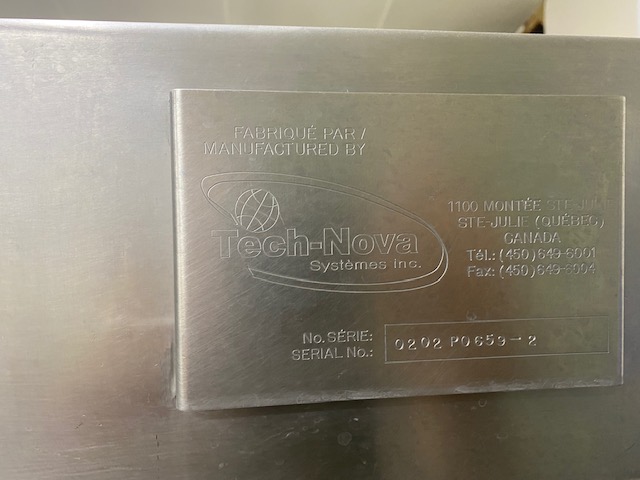 FABRIQUÉ PAR /
MANUFACTURED BY
Tech-Nova
Systèmes inc.
1100 MONTÉE STE-JULIE
STE-JULIE (QUÉBEC)
CANADA
Tél.: (450) 649-6001
Fax: (450) 649-6004
No. SÉRIE:
SERIAL No.:
0202 P0659-2